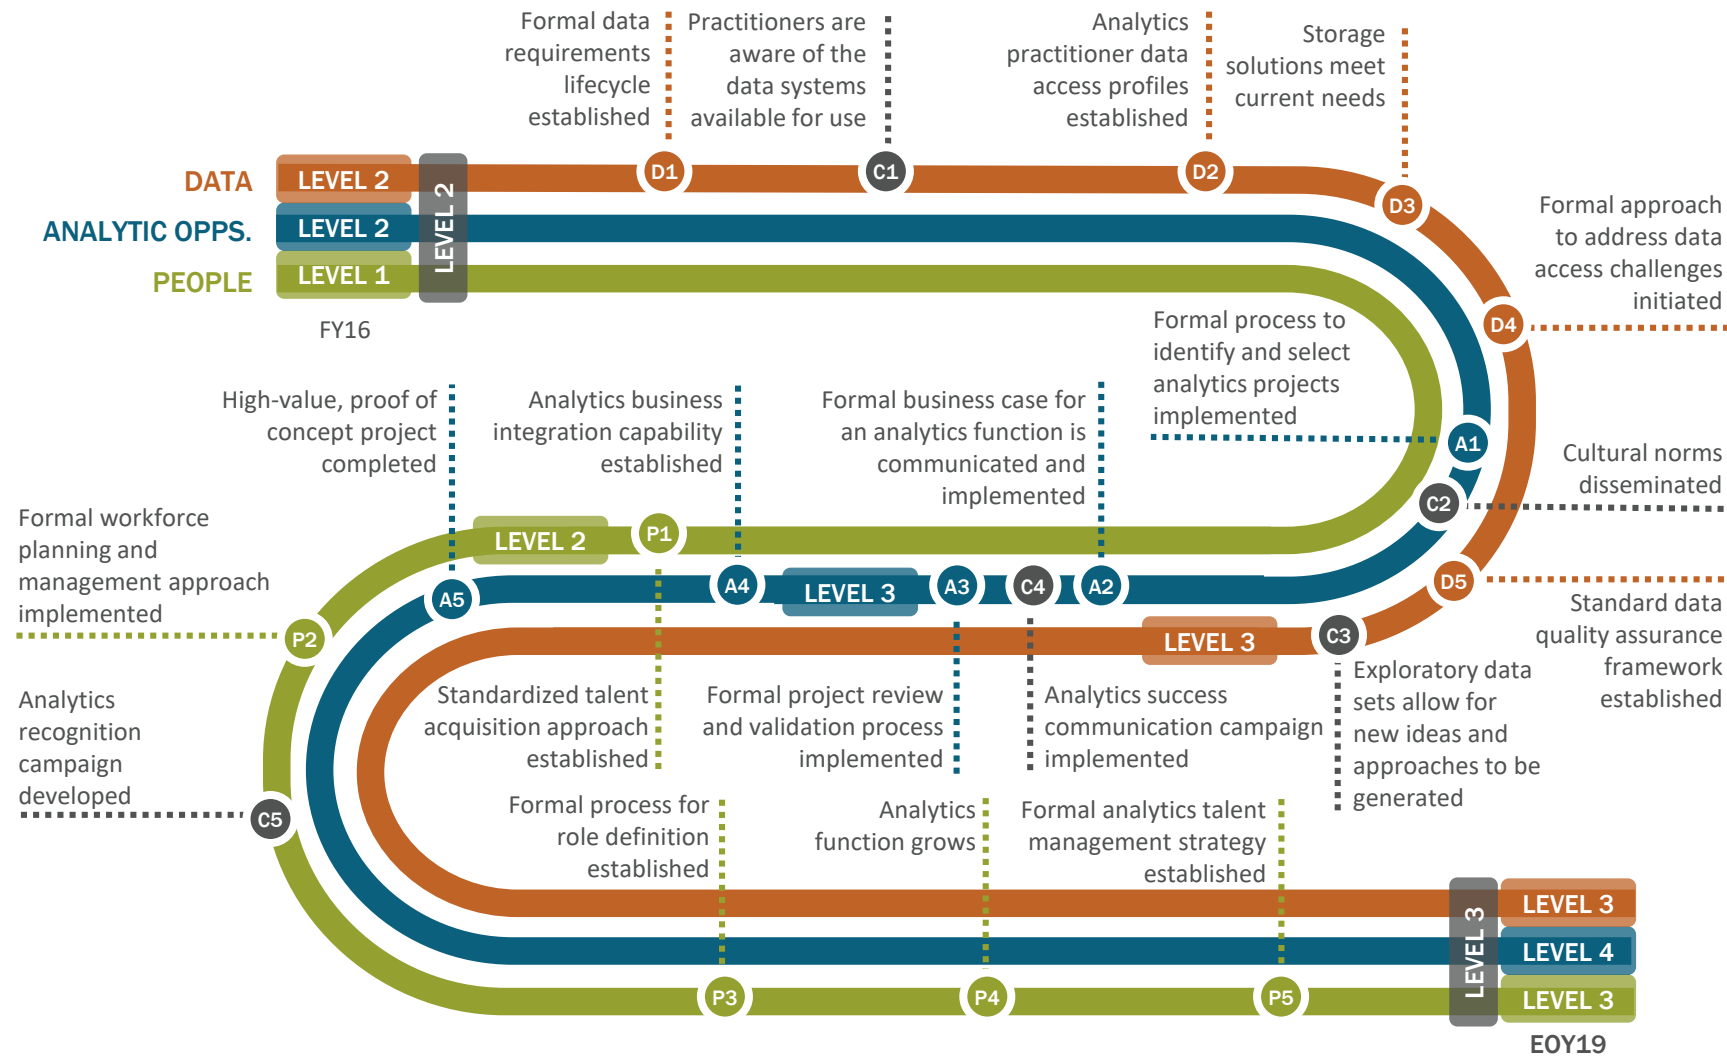 Formal data
requirements
lifecycle
established
Practitioners are
aware of the
data systems
available for use
Analytics
practitioner data
access profiles
established
Storage
solutions meet
current needs
DATA
LEVEL 2
LEVEL 2
D1
C1
D2
D3
ANALYTIC OPPS.
LEVEL 2
PEOPLE
LEVEL 1
FY16
Formal approach
to address data
access challenges
initiated
D4
Formal process to
identify and select
analytics projects
implemented
A1
High-value, proof of
concept project
completed
Analytics business
integration capability
established
Formal business case for
an analytics function is
communicated and
implemented
Cultural norms
disseminated
C2
Formal workforce
planning and
management approach
implemented
LEVEL 2
P1
A5
A4
LEVEL 3
A3
C4
A2
D5
P2
LEVEL 3
C3
Standard data
quality assurance
framework
established
Analytics
recognition
campaign
developed
C5
Standardized talent
acquisition approach
established
Formal project review
and validation process
implemented
Analytics success
communication campaign
implemented
Exploratory data
sets allow for
new ideas and
approaches to be
generated
Formal process for
role definition
established
Analytics
function grows
Formal analytics talent
management strategy
established
LEVEL 3
LEVEL 3
LEVEL 4
P3
P4
P5
LEVEL 3
EOY19